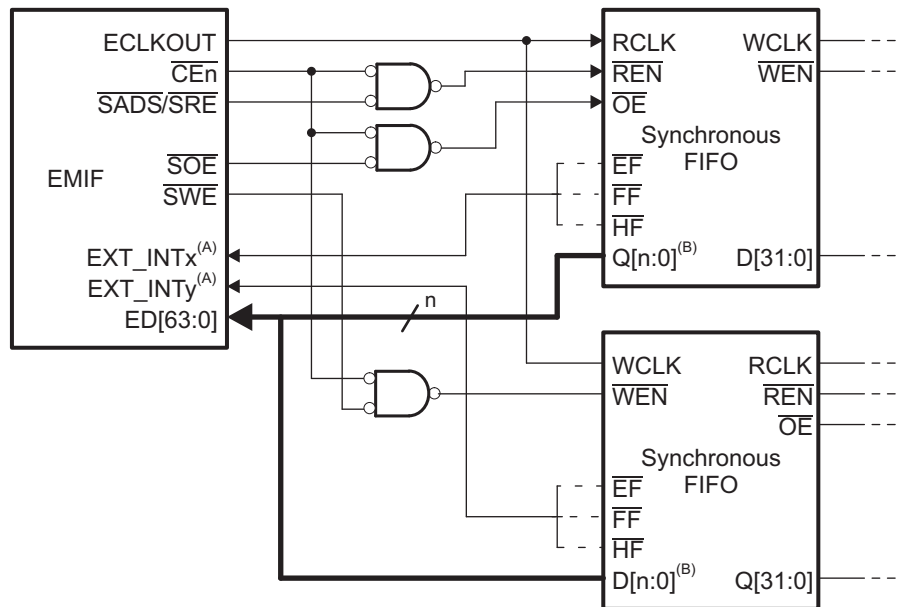 ECLKOUT
CEn
SADS/SRE
SOE
EMIF
SWE
EXT_INTx(A)
EXT_INTy(A)
ED[63:0]
n
RCLK WCLK
REN WEN
OE
Synchronous
FIFO
EF
FF
HF
Q[n:0](B) D[31:0]
WCLK RCLK
WEN REN
OE
Synchronous
FIFO
EF
FF
HF
D[n:0](B) Q[31:0]